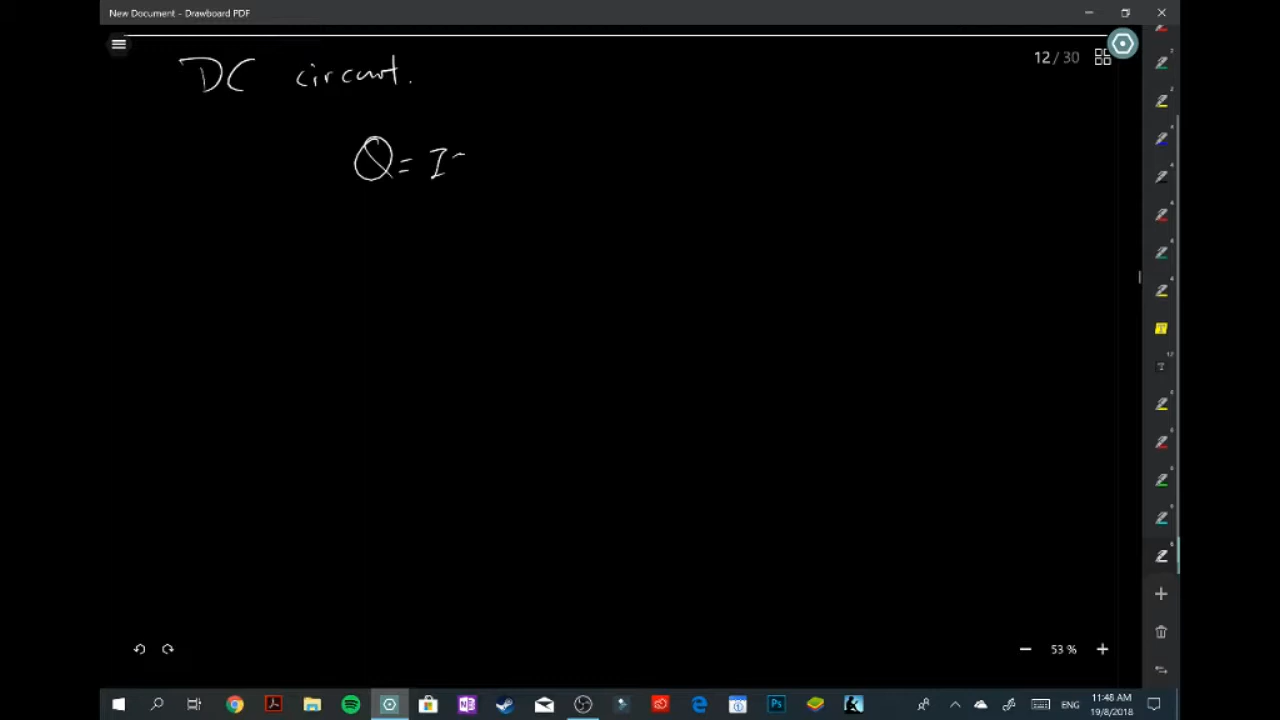 New Document - Drawboard PDF
12 / 30
DC circuit.
Q = I
53 %
ENG
11:48 AM
19/8/2018